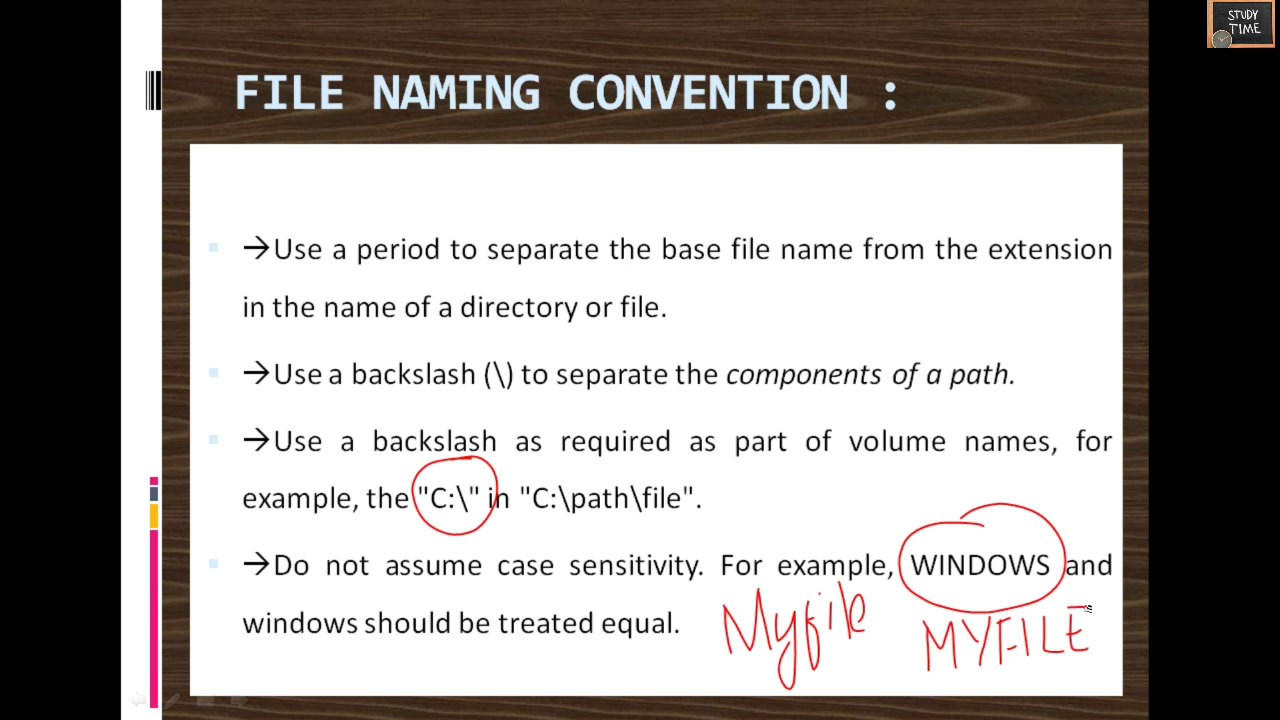 STUDY
TIME
FILE NAMING CONVENTION :
→Use a period to separate the base file name from the extension
in the name of a directory or file.
→Use a backslash (\) to separate the components of a path.
→Use a backslash as required as part of volume names, for
example, the "C:\" in "C:\path\file".
→Do not assume case sensitivity. For example, WINDOWS and
windows should be treated equal.
Myfile MYFILE